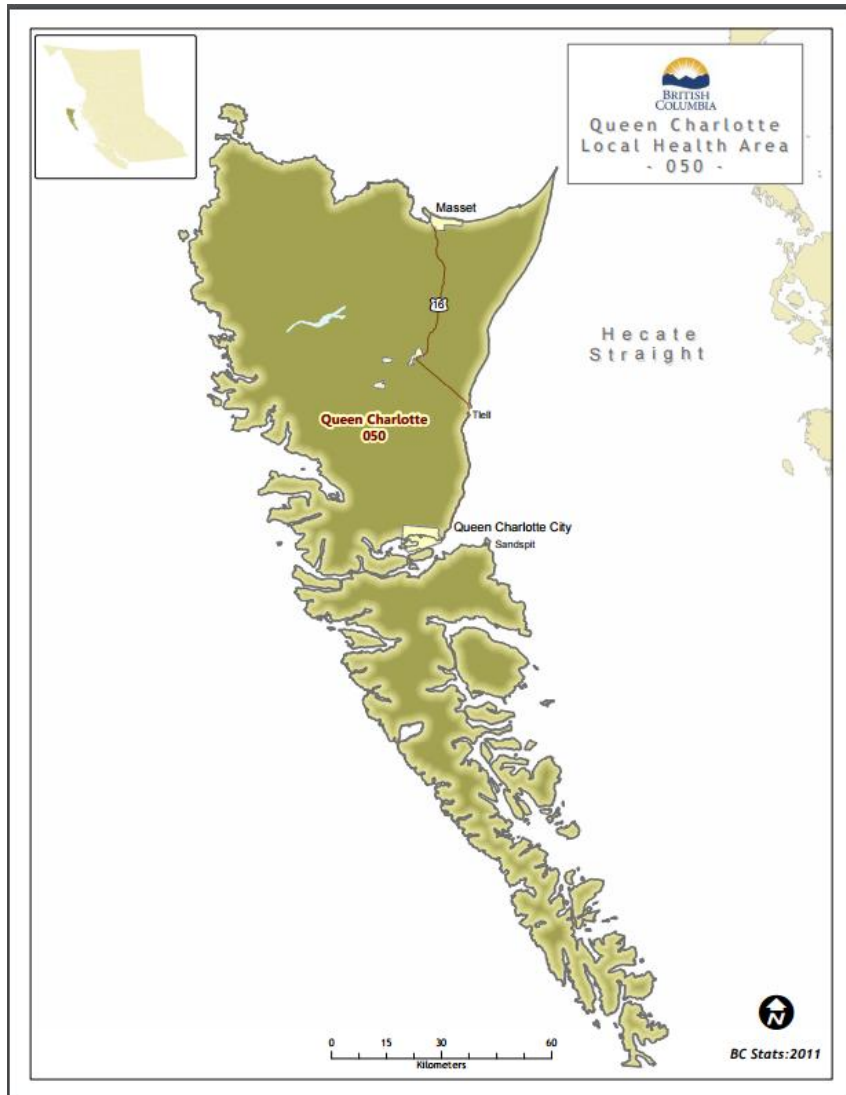 BRITISH
COLUMBIA
Queen Charlotte
Local Health Area
- 050 -
Masset
16
Hecate
Straight
Tlell
Queen Charlotte
050
Queen Charlotte City
Sandspit
N
0 15 30 60
Kilometers
BC Stats:2011